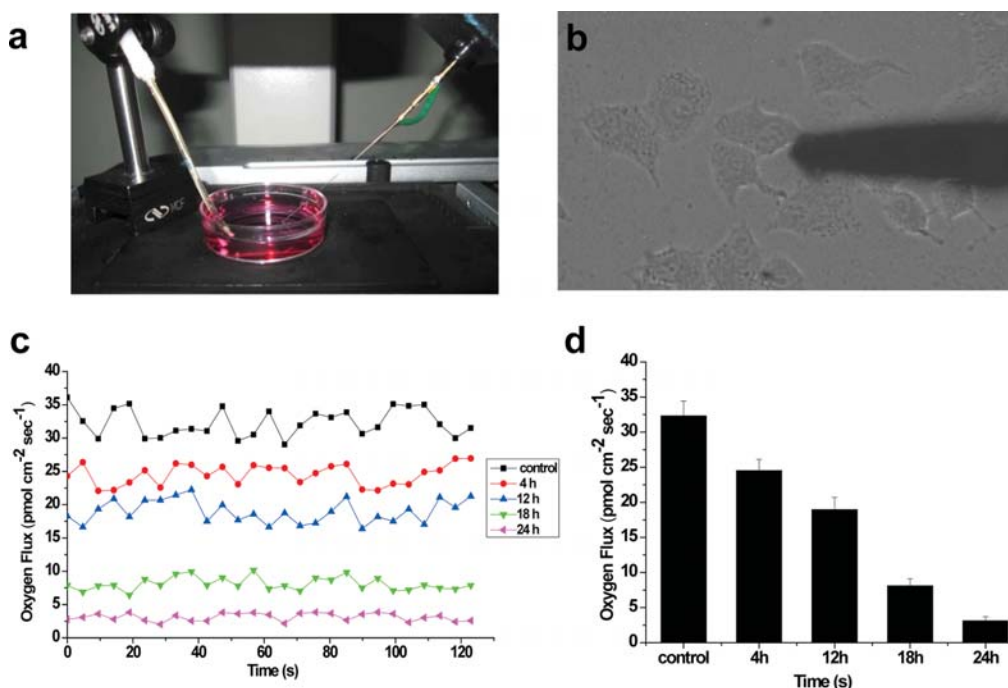 a
b
c
Oxygen Flux (pmol cm⁻² sec⁻¹)
40
35
30
25
20
15
10
5
0
0
20
40
60
80
100
120
Time (s)
control
4 h
12 h
18 h
24 h
d
Oxygen Flux (pmol cm⁻² sec⁻¹)
40
35
30
25
20
15
10
5
0
control
4h
12h
18h
24h
Time (s)